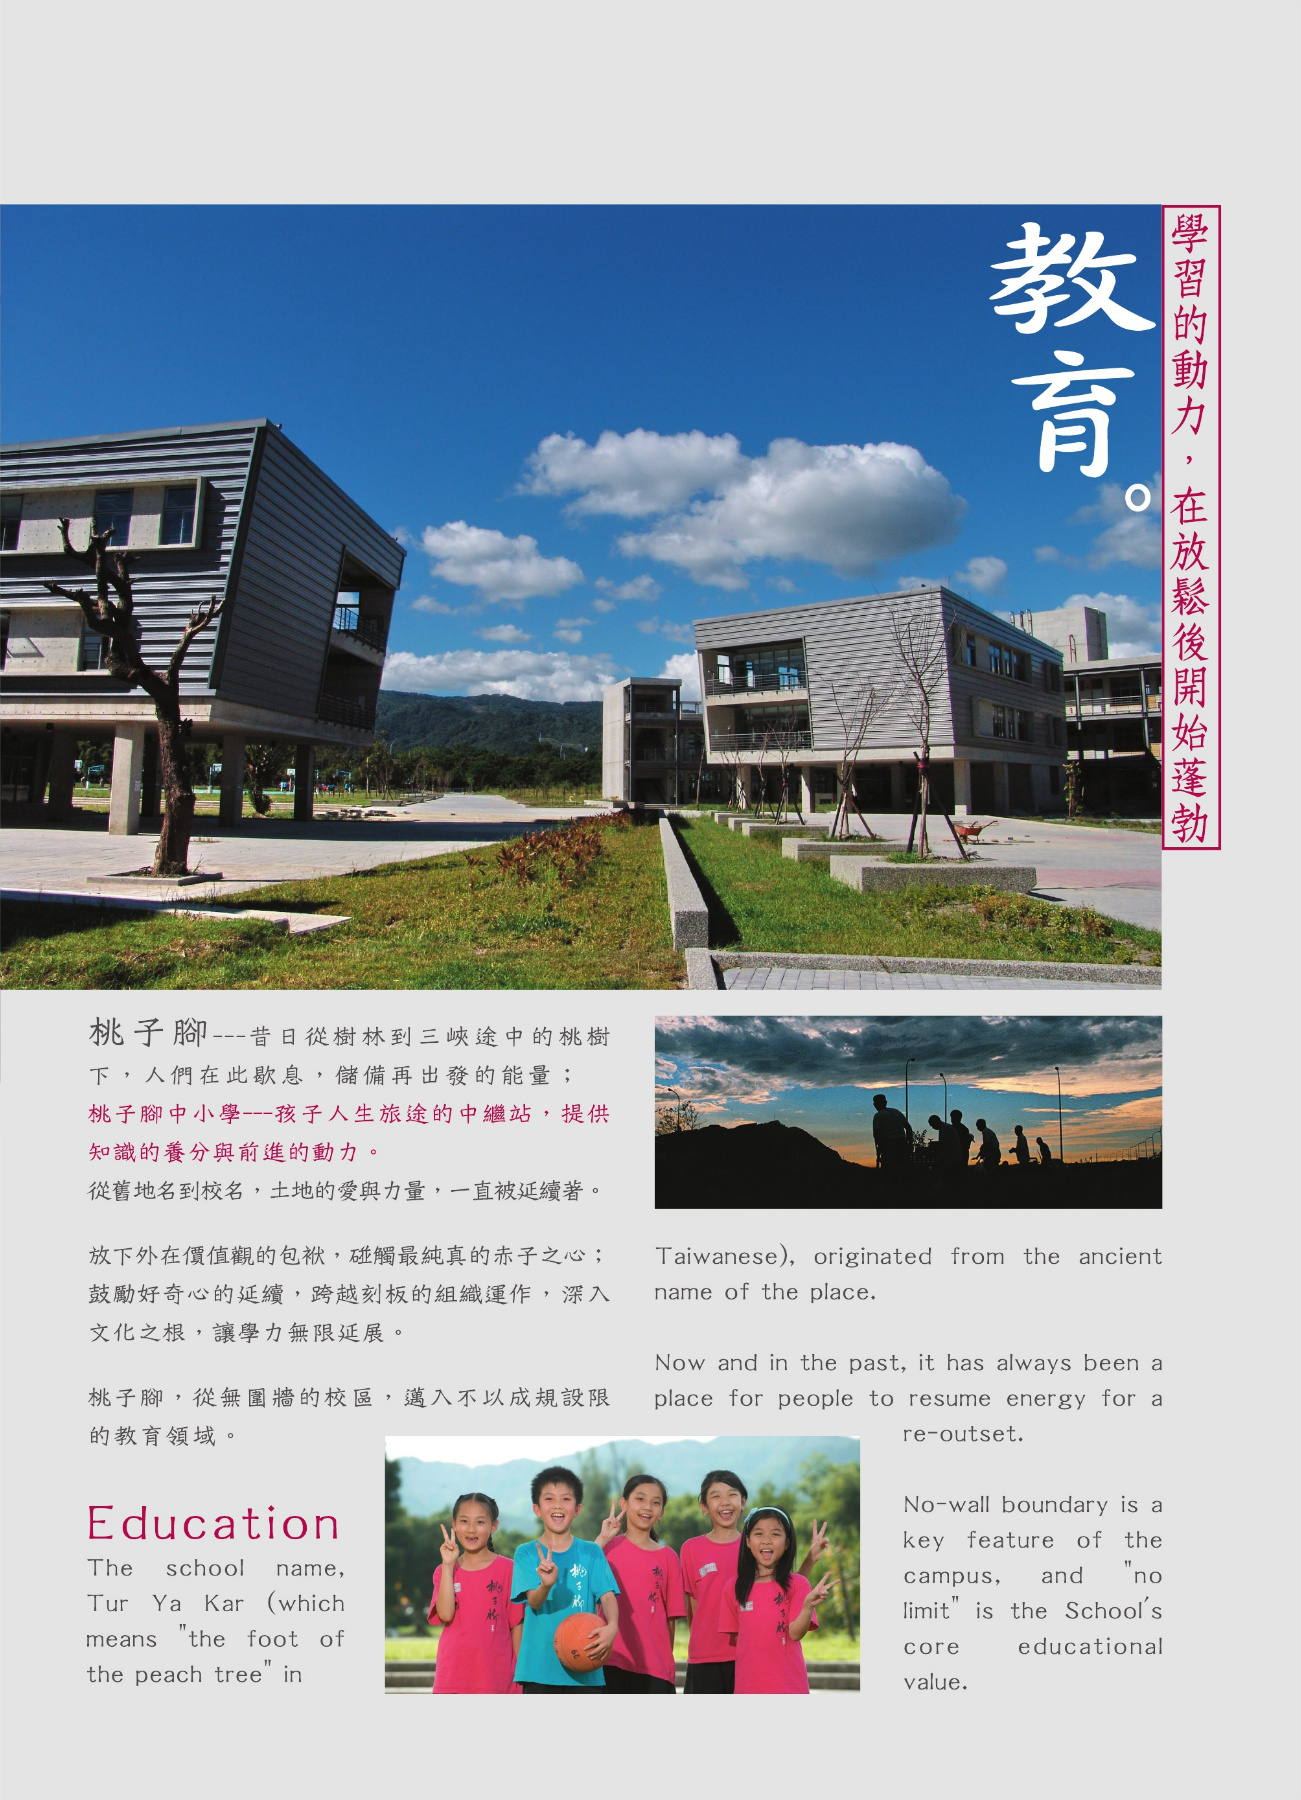 教育。
學習的動力，在放鬆後開始蓬勃
桃子腳---昔日從樹林到三峽途中的桃樹
下，人們在此歇息，儲備再出發的能量；
桃子腳中小學---孩子人生旅途的中繼站，提供
知識的養分與前進的動力。
從舊地名到校名，土地的愛與力量，一直被延續著。
放下外在價值觀的包袱，碰觸最純真的赤子之心；
鼓勵好奇心的延續，跨越刻板的組織運作，深入
文化之根，讓學力無限延展。
桃子腳，從無圍牆的校區，邁入不以成規設限
的教育領域。
Education
The school name,
Tur Ya Kar (which
means "the foot of
the peach tree" in
Taiwanese), originated from the ancient
name of the place.
Now and in the past, it has always been a
place for people to resume energy for a
re-outset.
No-wall boundary is a
key feature of the
campus, and "no
limit" is the School's
core educational
value.
桃子腳
桃子腳
桃子腳